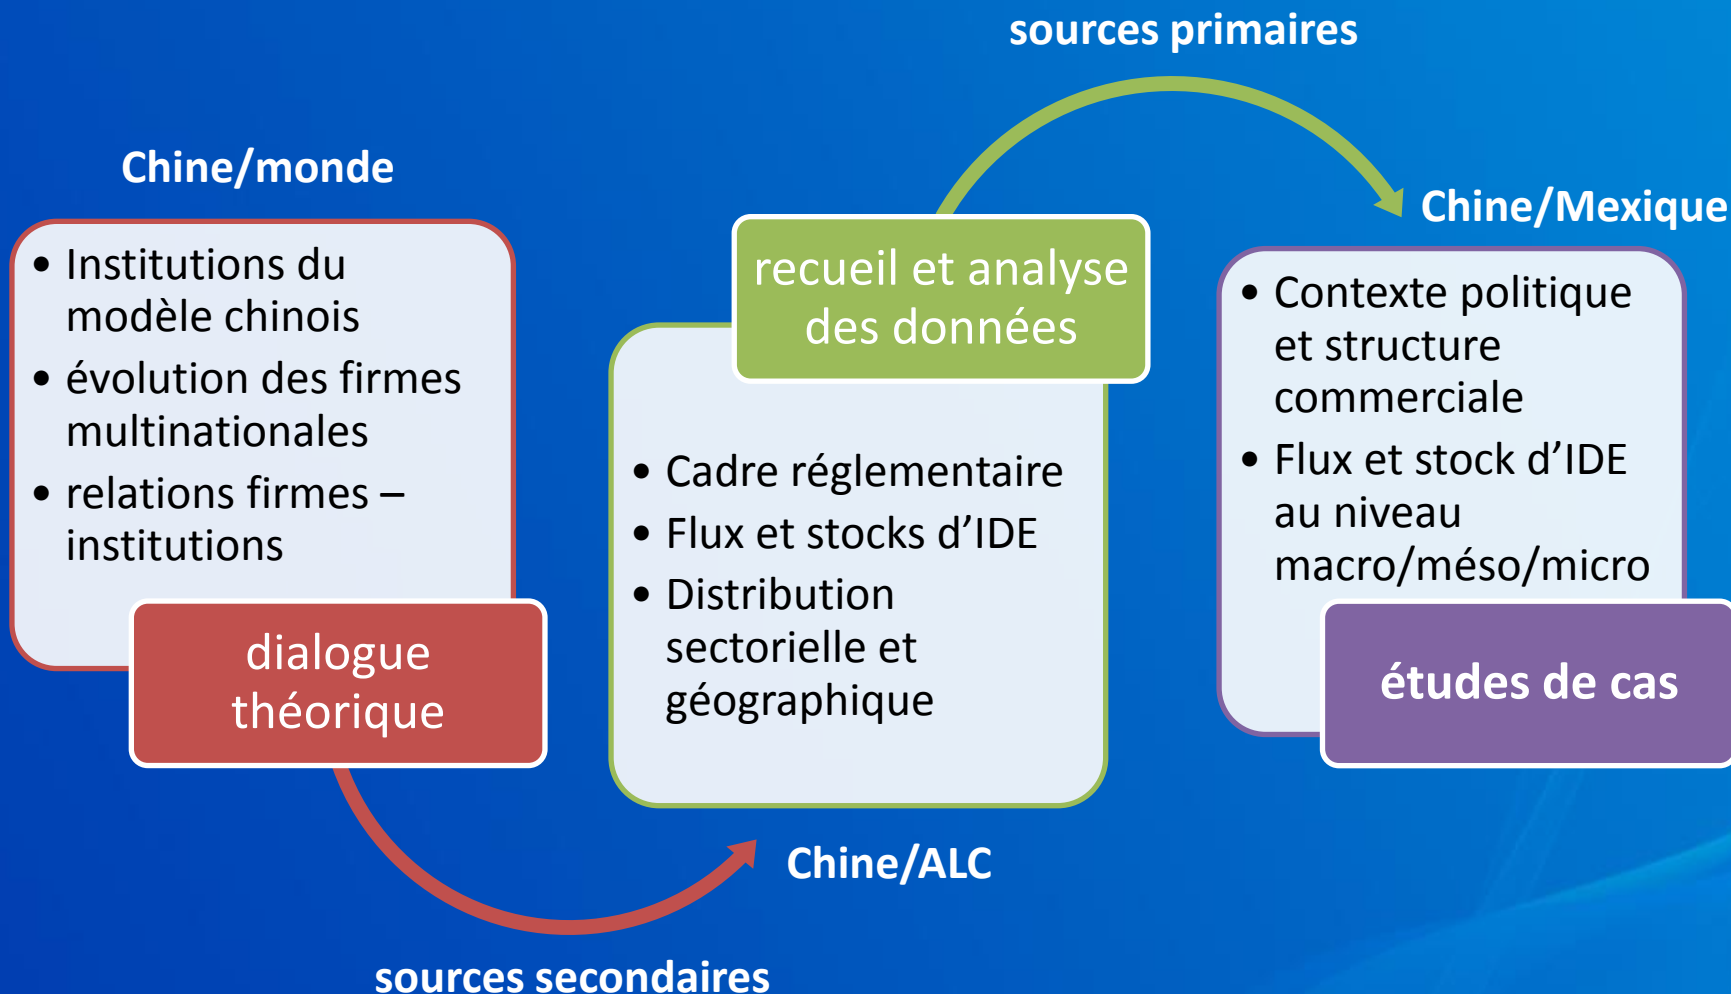 sources primaires
Chine/monde
• Institutions du
modèle chinois
• évolution des firmes
multinationales
• relations firmes –
institutions
dialogue
théorique
sources secondaires
recueil et analyse
des données
• Cadre réglementaire
• Flux et stocks d’IDE
• Distribution
sectorielle et
géographique
Chine/ALC
Chine/Mexique
• Contexte politique
et structure
commerciale
• Flux et stock d’IDE
au niveau
macro/méso/micro
études de cas